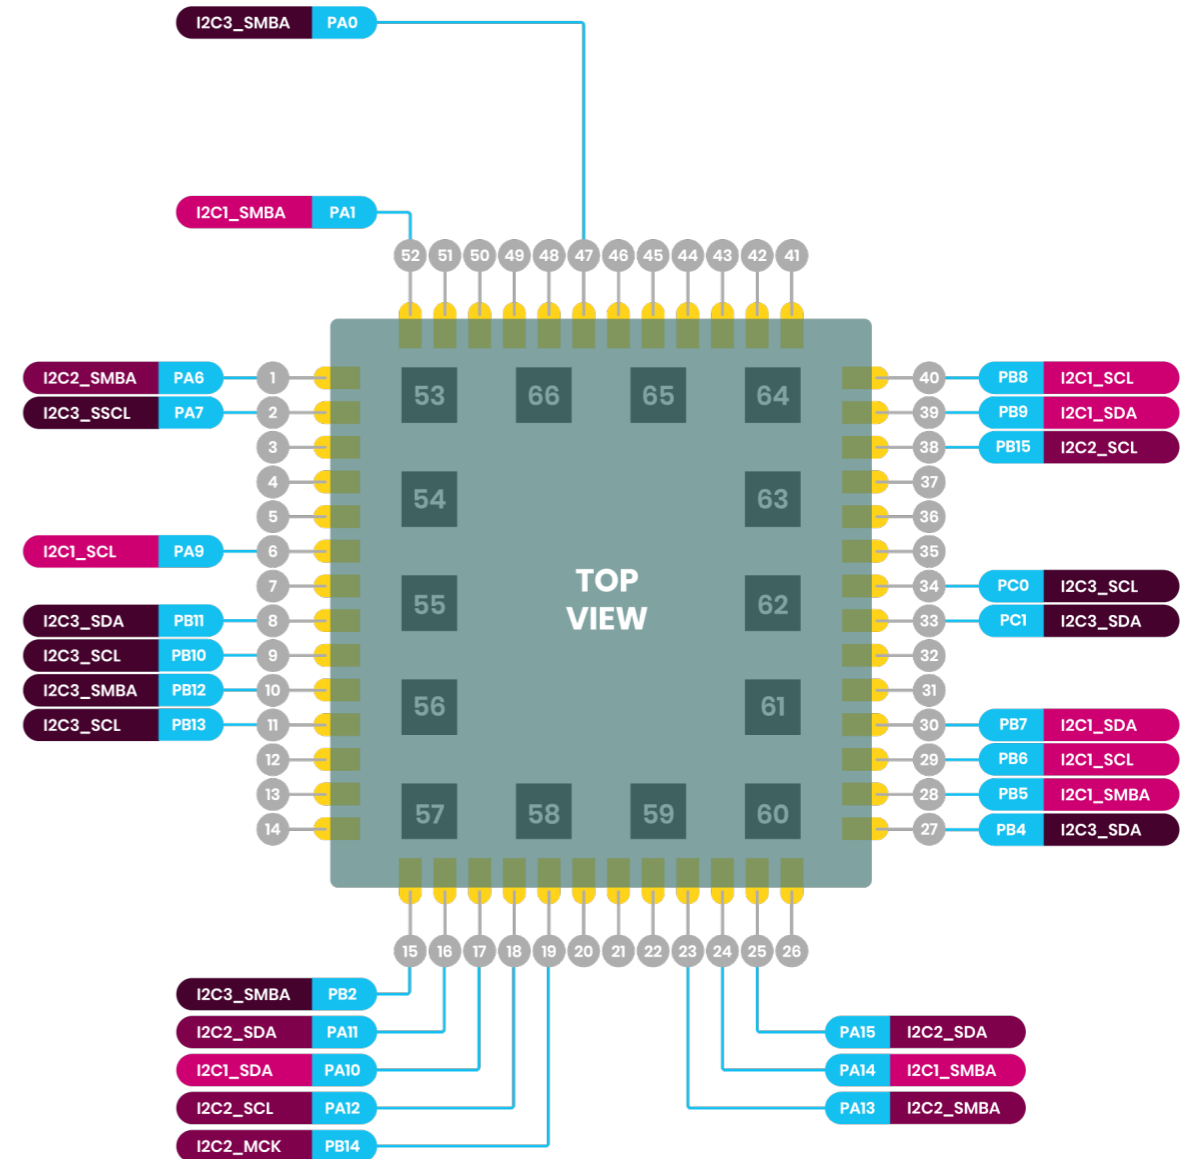 I2C3_SMBA PA0
I2C1_SMBA PA1
52 51 50 49 48 47 46 45 44 43 42 41
I2C2_SMBA PA6 1
I2C3_SSCL PA7 2
3
4
5
I2C1_SCL PA9 6
7
I2C3_SDA PB11 8
I2C3_SCL PB10 9
I2C3_SMBA PB12 10
I2C3_SCL PB13 11
12
13
14
53 66 65 64
54 63
TOP
VIEW
55 62
56 61
57 58 59 60
40 PB8 I2C1_SCL
39 PB9 I2C1_SDA
38 PB15 I2C2_SCL
37
36
35
34 PC0 I2C3_SCL
33 PC1 I2C3_SDA
32
31
30 PB7 I2C1_SDA
29 PB6 I2C1_SCL
28 PB5 I2C1_SMBA
27 PB4 I2C3_SDA
15 16 17 18 19 20 21 22 23 24 25 26
I2C3_SMBA PB2
I2C2_SDA PA11
I2C1_SDA PA10
I2C2_SCL PA12
I2C2_MCK PB14
PA15 I2C2_SDA
PA14 I2C1_SMBA
PA13 I2C2_SMBA